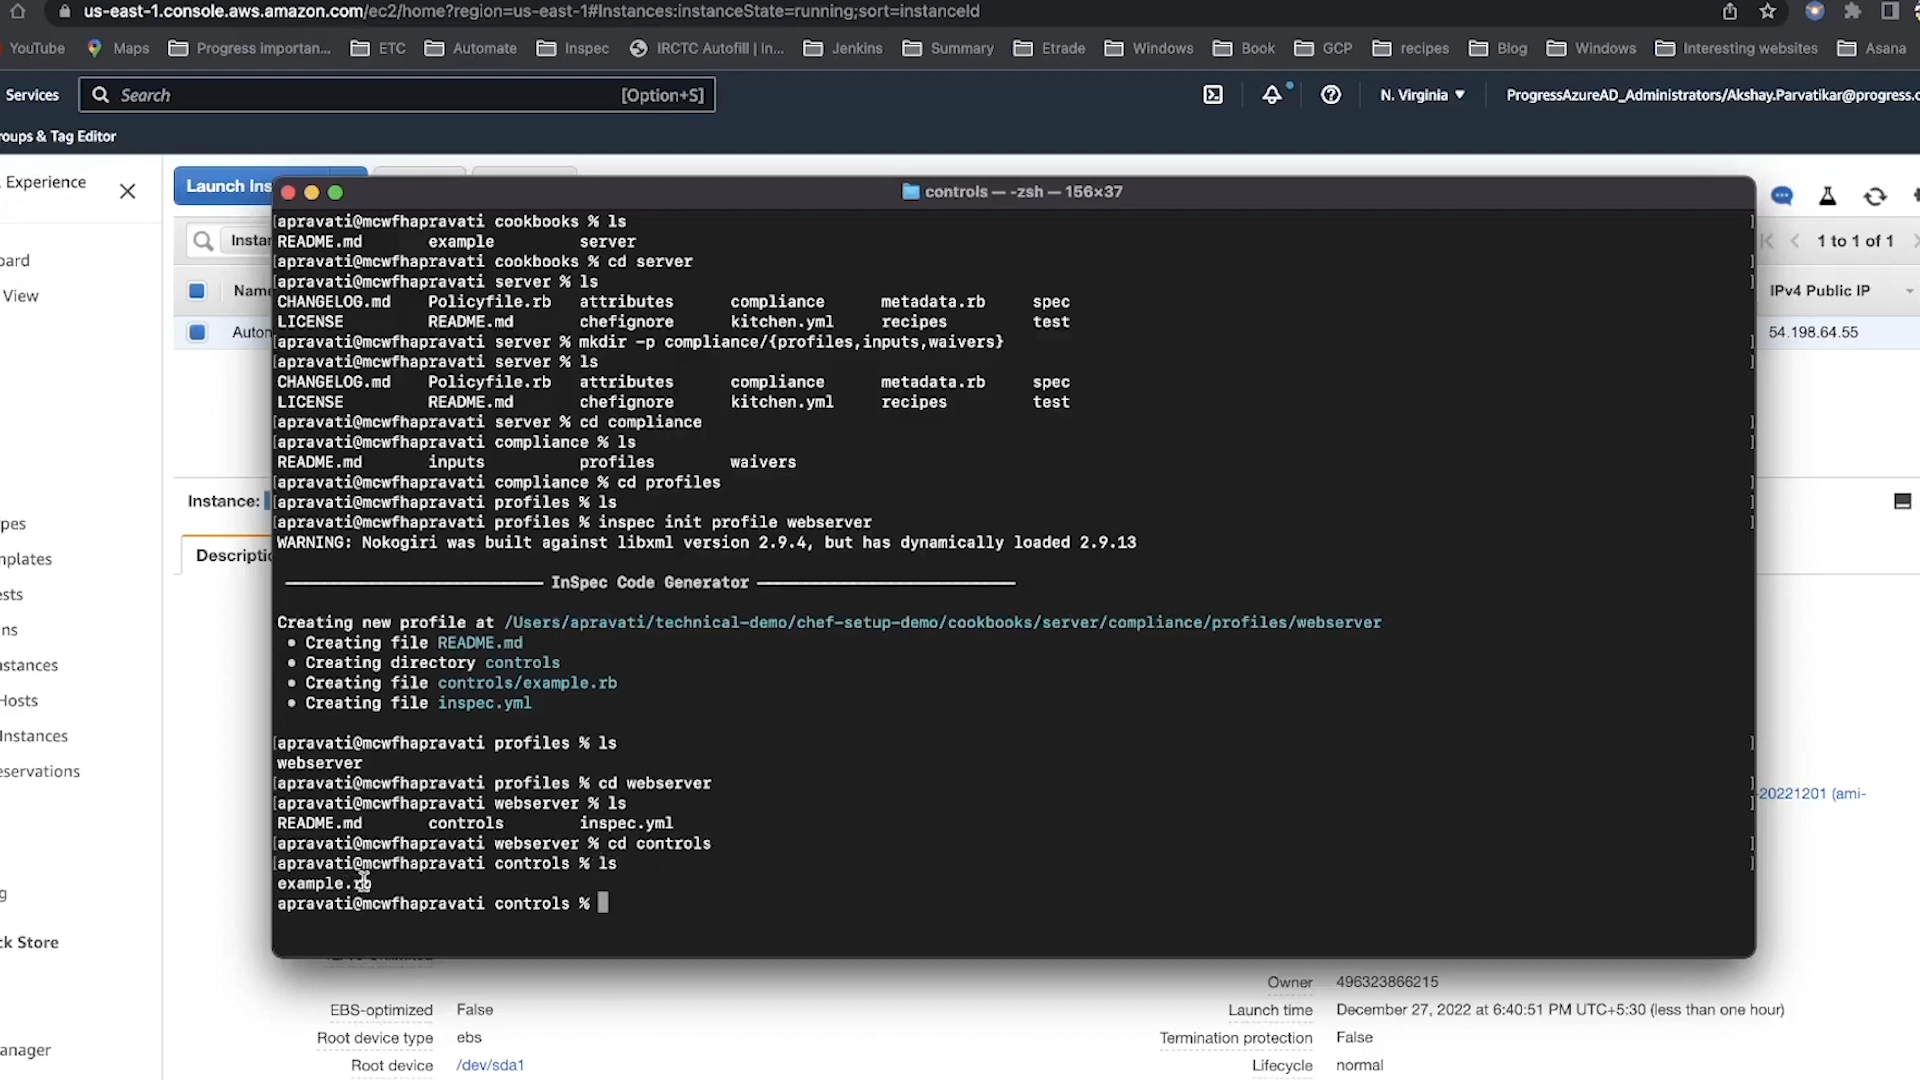 us-east-1.console.aws.amazon.com/ec2/home?region=us-east-1#Instances:instanceState=running;sort=instanceId
YouTube Maps Progress importan... ETC Automate Inspec IRCTC Autofill | In... Jenkins Summary Etrade Windows Book GCP recipes Blog Windows Interesting websites Asana
Services Search [Option+S] N. Virginia ProgressAzureAD_Administrators/Akshay.Parvatikar@progress.c
roups & Tag Editor
Experience
Launch Ins
controls — -zsh — 156×37
[apravati@mcwfhapravati cookbooks % ls ]
README.md example server
[apravati@mcwfhapravati cookbooks % cd server ]
[apravati@mcwfhapravati server % ls ]
CHANGELOG.md Policyfile.rb attributes compliance metadata.rb spec
LICENSE README.md chefignore kitchen.yml recipes test
[apravati@mcwfhapravati server % mkdir -p compliance/{profiles,inputs,waivers} ]
[apravati@mcwfhapravati server % ls ]
CHANGELOG.md Policyfile.rb attributes compliance metadata.rb spec
LICENSE README.md chefignore kitchen.yml recipes test
[apravati@mcwfhapravati server % cd compliance ]
[apravati@mcwfhapravati compliance % ls ]
README.md inputs profiles waivers
[apravati@mcwfhapravati compliance % cd profiles ]
[apravati@mcwfhapravati profiles % ls ]
[apravati@mcwfhapravati profiles % inspec init profile webserver ]
WARNING: Nokogiri was built against libxml version 2.9.4, but has dynamically loaded 2.9.13
InSpec Code Generator
Creating new profile at /Users/apravati/technical-demo/chef-setup-demo/cookbooks/server/compliance/profiles/webserver
• Creating file README.md
• Creating directory controls
• Creating file controls/example.rb
• Creating file inspec.yml
[apravati@mcwfhapravati profiles % ls ]
webserver
[apravati@mcwfhapravati profiles % cd webserver ]
[apravati@mcwfhapravati webserver % ls ]
README.md controls inspec.yml
[apravati@mcwfhapravati webserver % cd controls ]
[apravati@mcwfhapravati controls % ls ]
example.rb
apravati@mcwfhapravati controls %
Instar
Name
Auton
Instance:
Descriptio
oard
View
pes
mplates
ests
ns
nstances
Hosts
Instances
eservations
g
ck Store
anager
1 to 1 of 1
IPv4 Public IP
54.198.64.55
-20221201 (ami-
EBS-optimized False
Root device type ebs
Root device /dev/sda1
Owner 496323866215
Launch time December 27, 2022 at 6:40:51 PM UTC+5:30 (less than one hour)
Termination protection False
Lifecycle normal